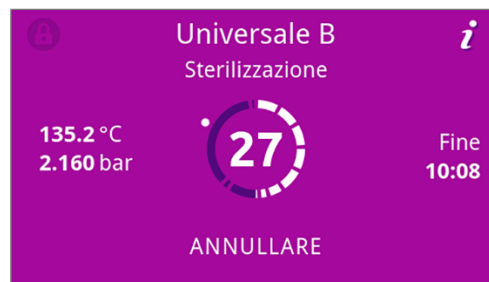 Universale B
i
Sterilizzazione
135.2 °C
2.160 bar
27
Fine
10:08
ANNULLARE